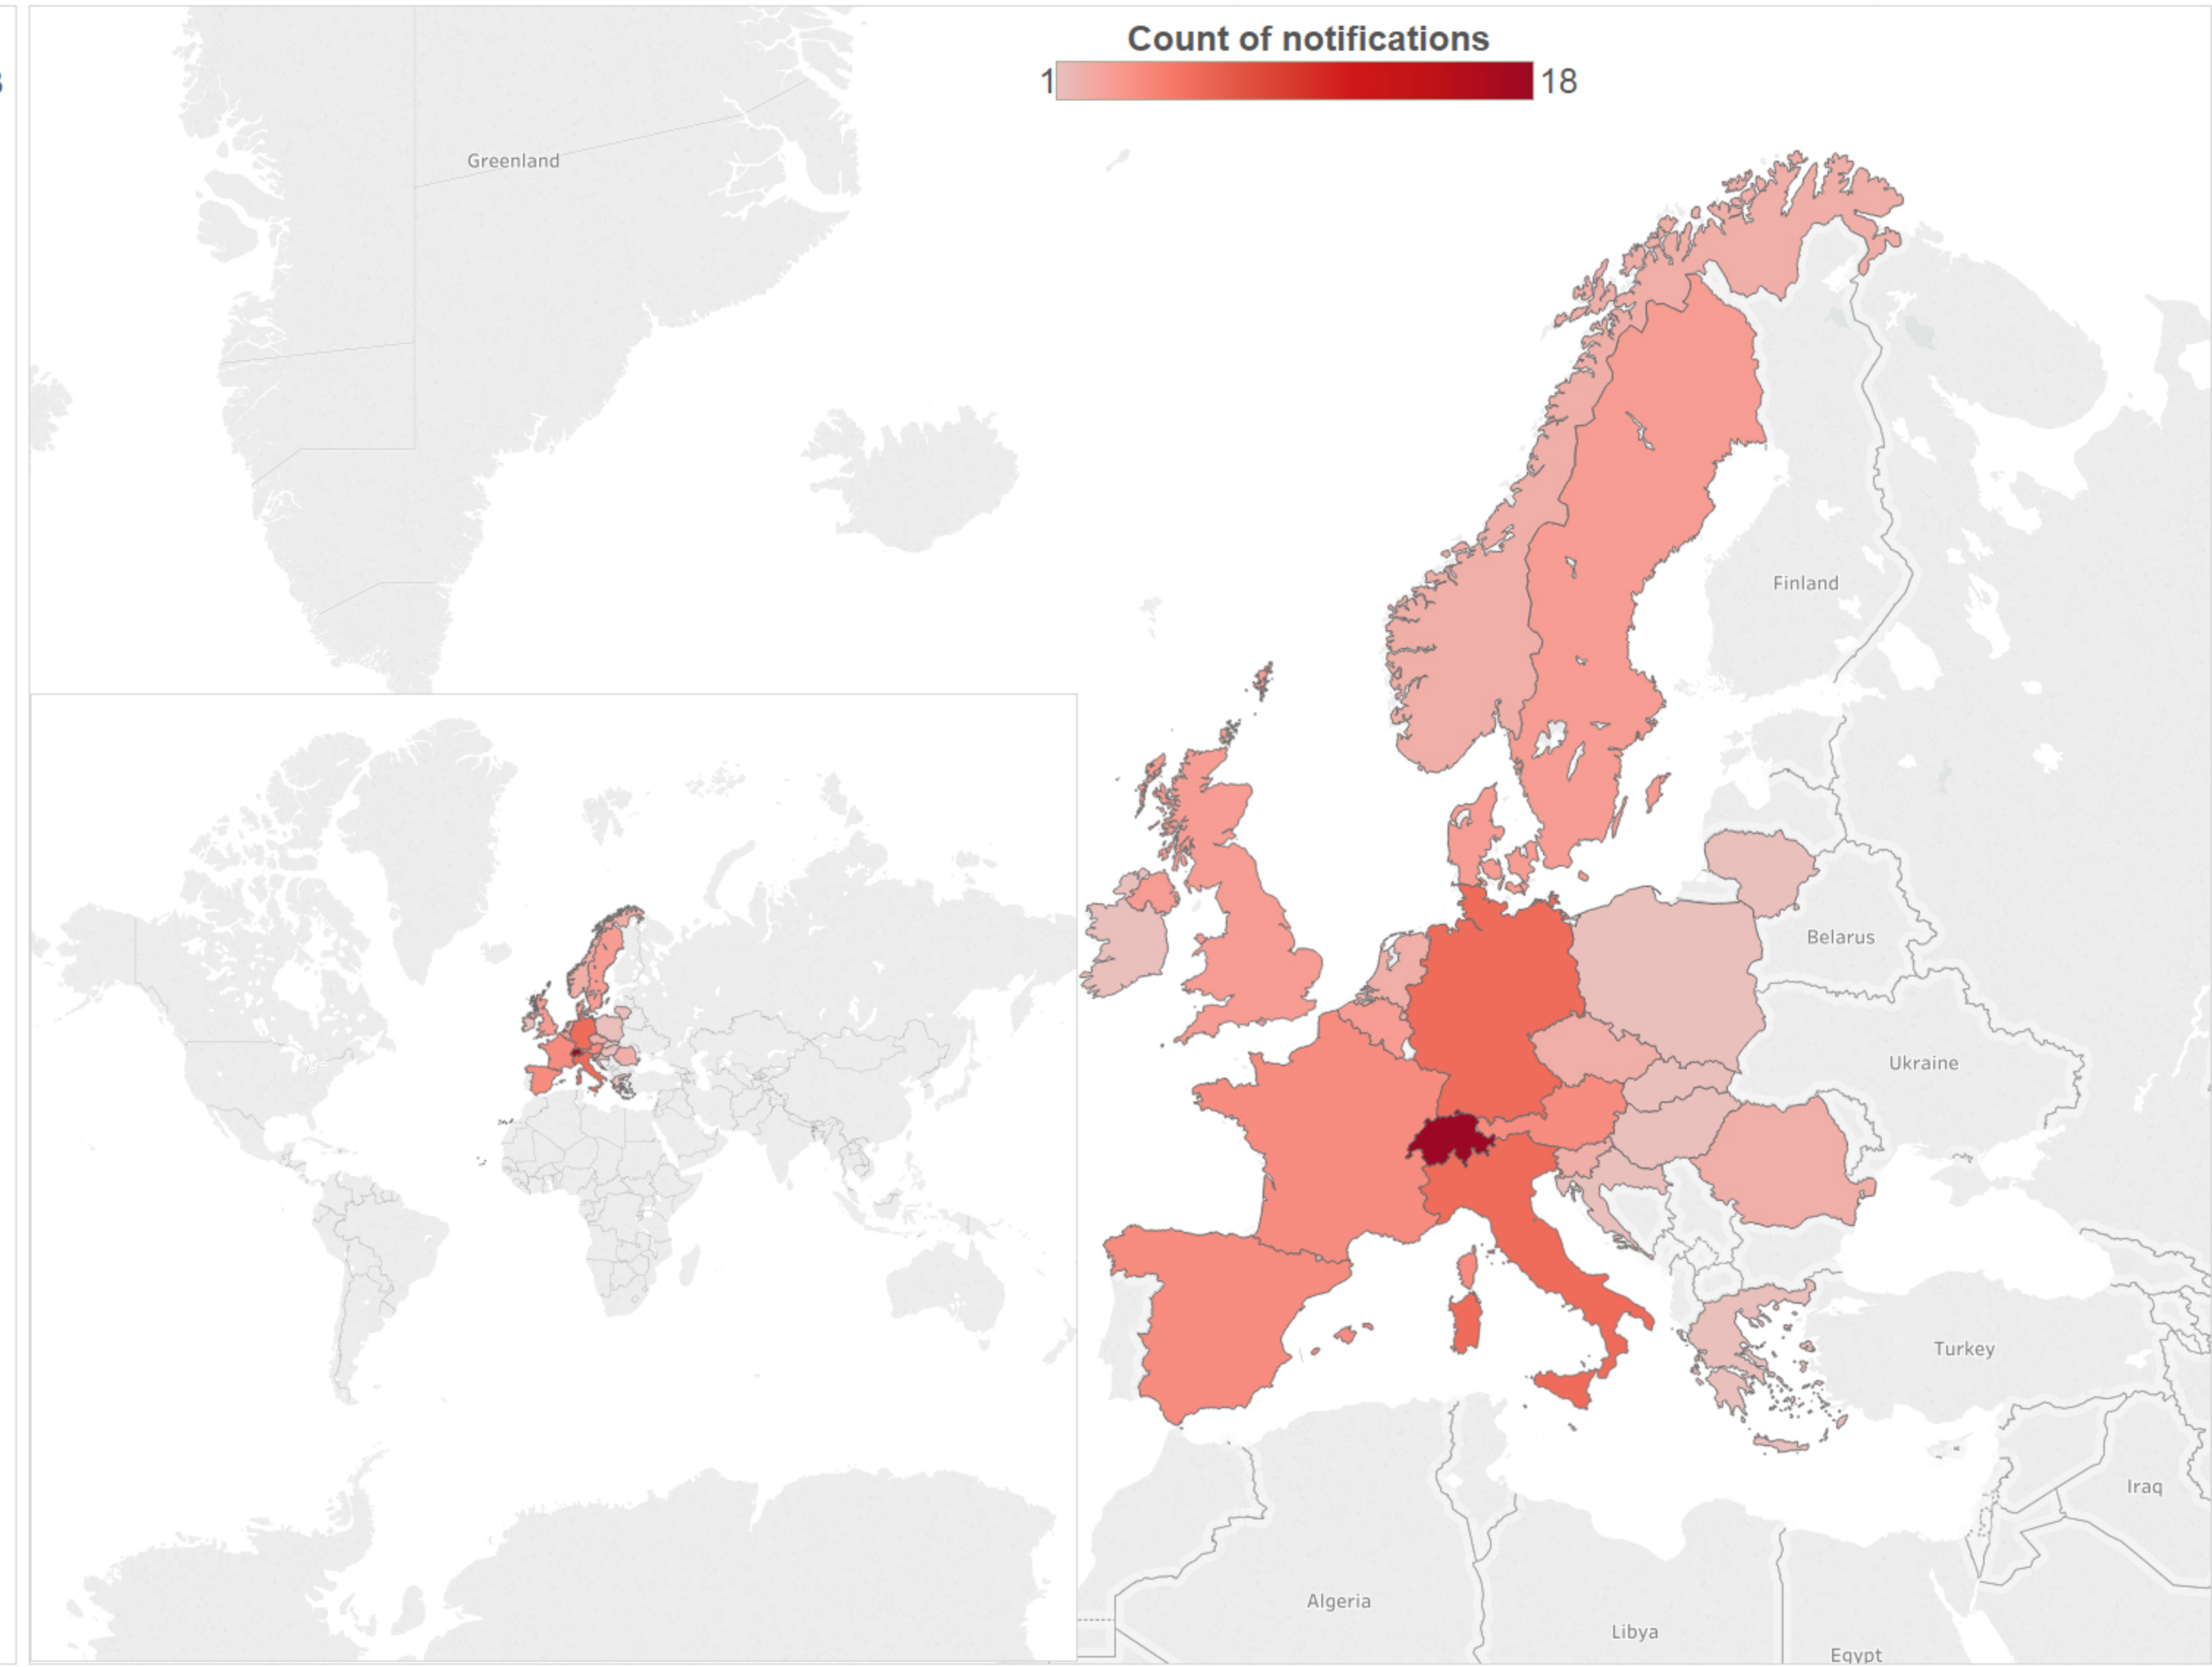 Count of notifications
1 18
Greenland
Finland
Belarus
Ukraine
Turkey
Iraq
Algeria
Libya
Egypt